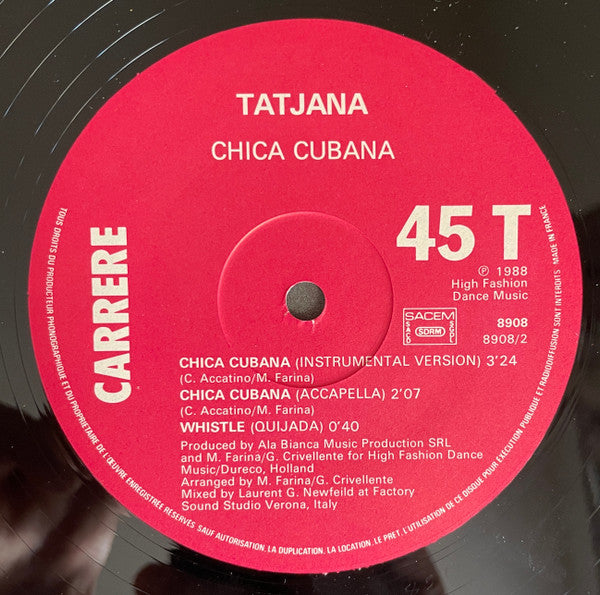 TATJANA
CHICA CUBANA
CARRERE
45 T
℗ 1988
High Fashion
Dance Music
SACEM
SACD
SDRM
SGDL
8908
8908/2
CHICA CUBANA (INSTRUMENTAL VERSION) 3'24
(C. Accatino/M. Farina)
CHICA CUBANA (ACCAPELLA) 2'07
(C. Accatino/M. Farina)
WHISTLE (QUIJADA) 0'40
Produced by Ala Bianca Music Production SRL
and M. Farina/G. Crivellente for High Fashion Dance
Music/Dureco, Holland
Arranged by M. Farina/G. Crivellente
Mixed by Laurent G. Newfeild at Factory
Sound Studio Verona, Italy
TOUS DROITS DU PRODUCTEUR PHONOGRAPHIQUE ET DU PROPRIETAIRE DE L'ŒUVRE ENREGISTREE RESERVES SAUF AUTORISATION, LA DUPLICATION, LA LOCATION, LE PRET, L'UTILISATION DE CE DISQUE POUR EXECUTION PUBLIQUE ET RADIODIFFUSION SONT INTERDITS MADE IN FRANCE